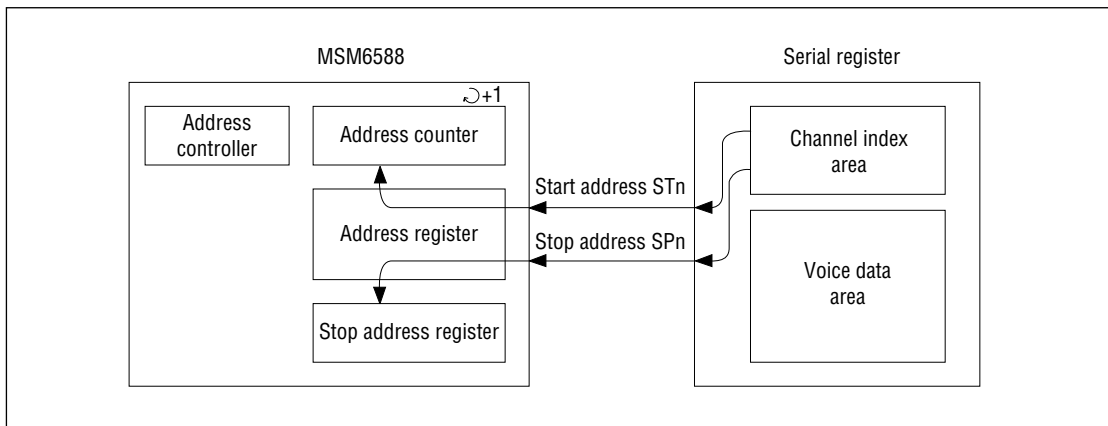 MSM6588
Serial register
+1
Address
controller
Address counter
Channel index
area
Start address STn
Address register
Stop address SPn
Voice data
area
Stop address register